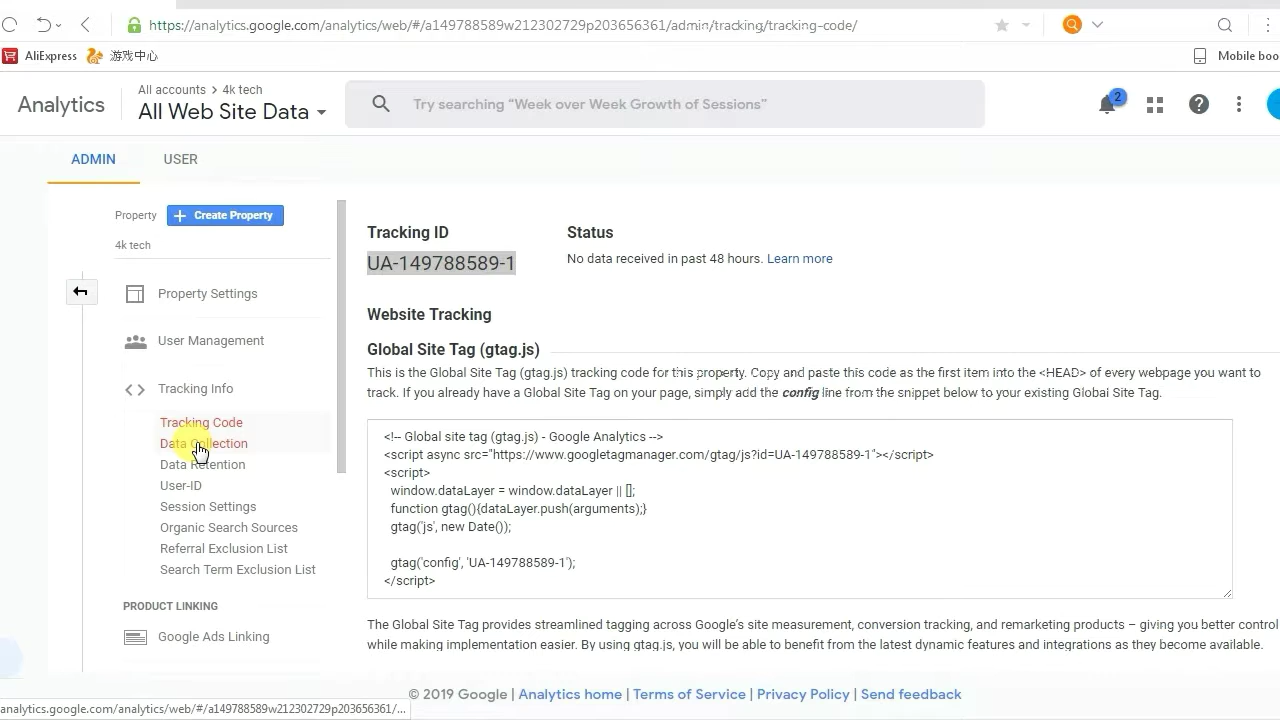 https://analytics.google.com/analytics/web/#/a149788589w212302729p203656361/admin/tracking/tracking-code/
AliExpress 游戏中心 Mobile boo
Analytics
All accounts > 4k tech
All Web Site Data
Try searching “Week over Week Growth of Sessions”
2
ADMIN USER
Property + Create Property
4k tech
Property Settings
User Management
Tracking Info
Tracking Code
Data Collection
Data Retention
User-ID
Session Settings
Organic Search Sources
Referral Exclusion List
Search Term Exclusion List
PRODUCT LINKING
Google Ads Linking
Tracking ID Status
UA-149788589-1 No data received in past 48 hours. Learn more
Website Tracking
Global Site Tag (gtag.js)
This is the Global Site Tag (gtag.js) tracking code for this property. Copy and paste this code as the first item into the <HEAD> of every webpage you want to
track. If you already have a Global Site Tag on your page, simply add the config line from the snippet below to your existing Global Site Tag.
<!-- Global site tag (gtag.js) - Google Analytics -->
<script async src="https://www.googletagmanager.com/gtag/js?id=UA-149788589-1"></script>
<script>
window.dataLayer = window.dataLayer || [];
function gtag(){dataLayer.push(arguments);}
gtag('js', new Date());
gtag('config', 'UA-149788589-1');
</script>
The Global Site Tag provides streamlined tagging across Google’s site measurement, conversion tracking, and remarketing products – giving you better control
while making implementation easier. By using gtag.js, you will be able to benefit from the latest dynamic features and integrations as they become available.
© 2019 Google | Analytics home | Terms of Service | Privacy Policy | Send feedback
analytics.google.com/analytics/web/#/a149788589w212302729p203656361/...